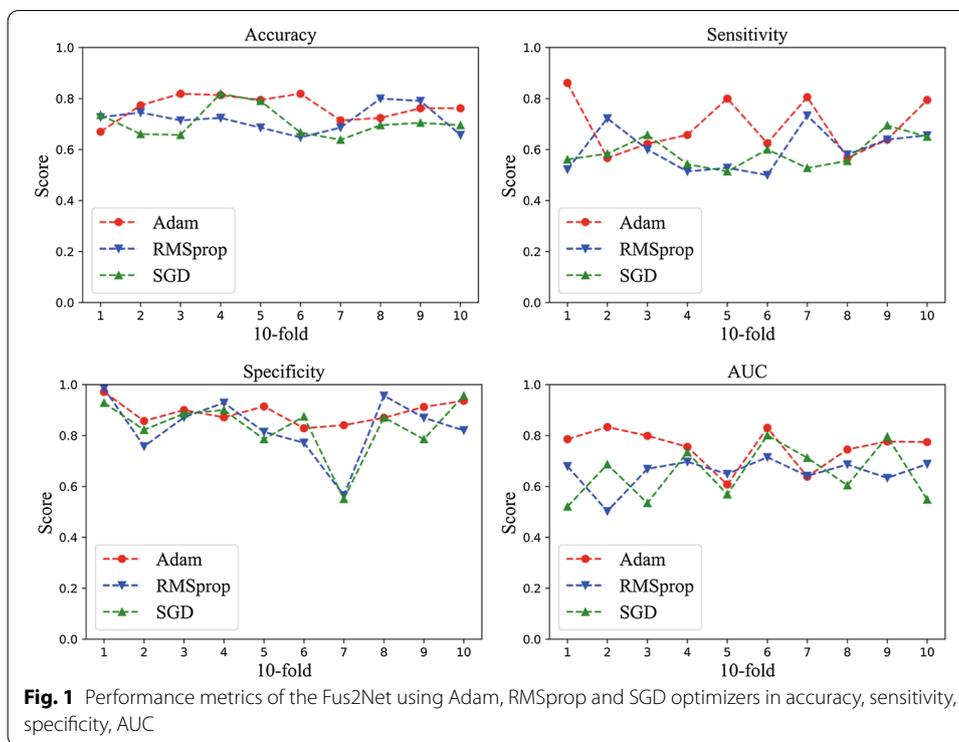 Accuracy
1.0
0.8
0.6
0.4
0.2
0.0
Score
Adam
RMSprop
SGD
1 2 3 4 5 6 7 8 9 10
10-fold
Sensitivity
1.0
0.8
0.6
0.4
0.2
0.0
Score
Adam
RMSprop
SGD
1 2 3 4 5 6 7 8 9 10
10-fold
Specificity
1.0
0.8
0.6
0.4
0.2
0.0
Score
Adam
RMSprop
SGD
1 2 3 4 5 6 7 8 9 10
10-fold
AUC
1.0
0.8
0.6
0.4
0.2
0.0
Score
Adam
RMSprop
SGD
1 2 3 4 5 6 7 8 9 10
10-fold
Fig. 1 Performance metrics of the Fus2Net using Adam, RMSprop and SGD optimizers in accuracy, sensitivity,
specificity, AUC